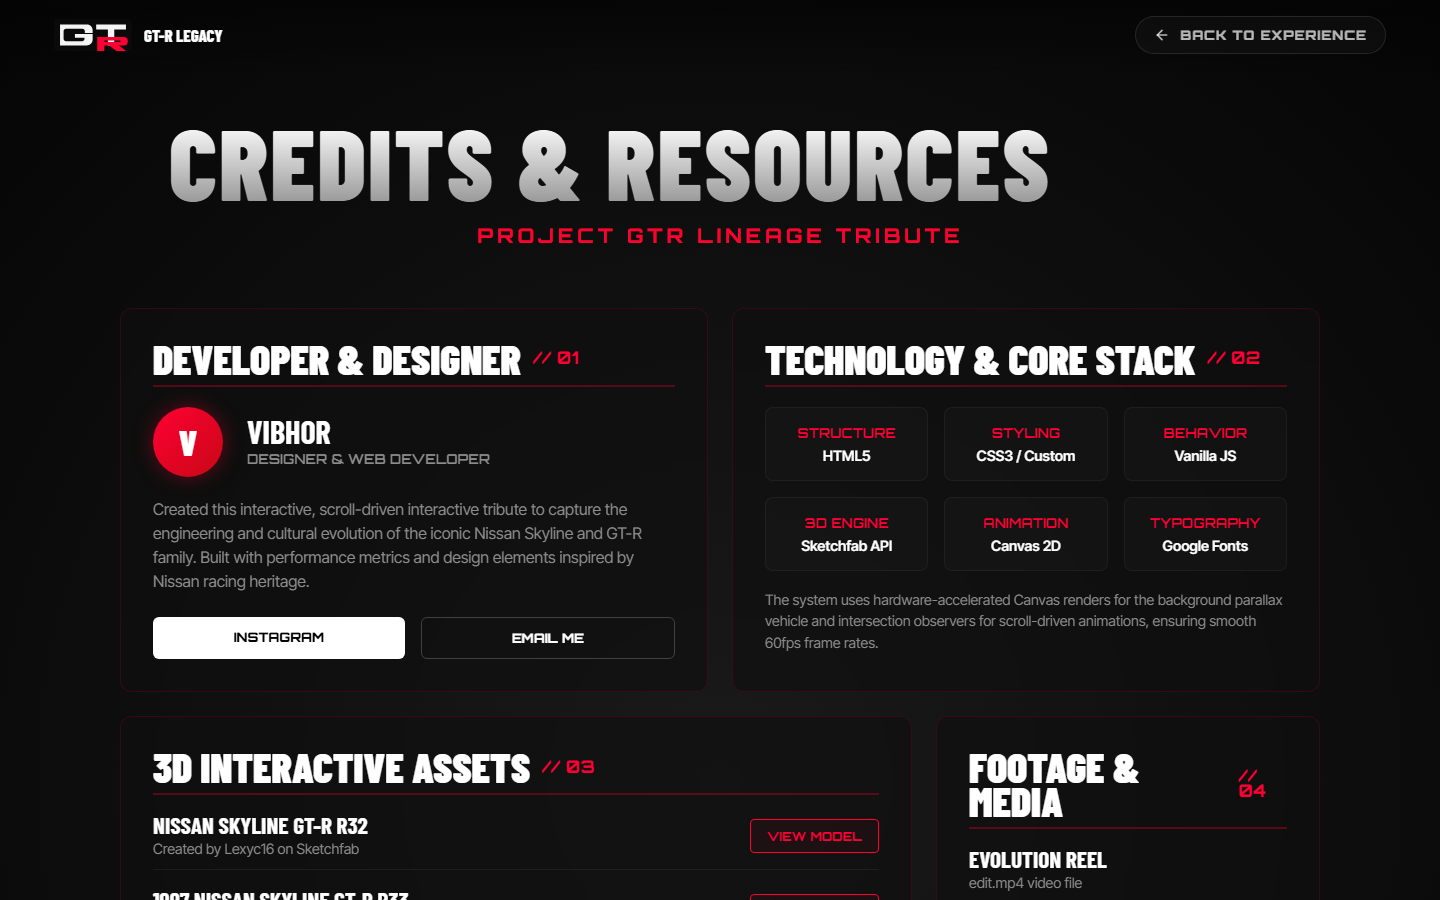 GTR GT-R LEGACY
BACK TO EXPERIENCE
CREDITS & RESOURCES
PROJECT GTR LINEAGE TRIBUTE
DEVELOPER & DESIGNER // 01
V
VIBHOR
DESIGNER & WEB DEVELOPER
Created this interactive, scroll-driven interactive tribute to capture the
engineering and cultural evolution of the iconic Nissan Skyline and GT-R
family. Built with performance metrics and design elements inspired by
Nissan racing heritage.
INSTAGRAM
EMAIL ME
TECHNOLOGY & CORE STACK // 02
STRUCTURE
HTML5
STYLING
CSS3 / Custom
BEHAVIOR
Vanilla JS
3D ENGINE
Sketchfab API
ANIMATION
Canvas 2D
TYPOGRAPHY
Google Fonts
The system uses hardware-accelerated Canvas renders for the background parallax
vehicle and intersection observers for scroll-driven animations, ensuring smooth
60fps frame rates.
3D INTERACTIVE ASSETS // 03
NISSAN SKYLINE GT-R R32
Created by Lexyc16 on Sketchfab
VIEW MODEL
1997 NISSAN SKYLINE GT-R R33
FOOTAGE &
MEDIA
//
04
EVOLUTION REEL
edit.mp4 video file